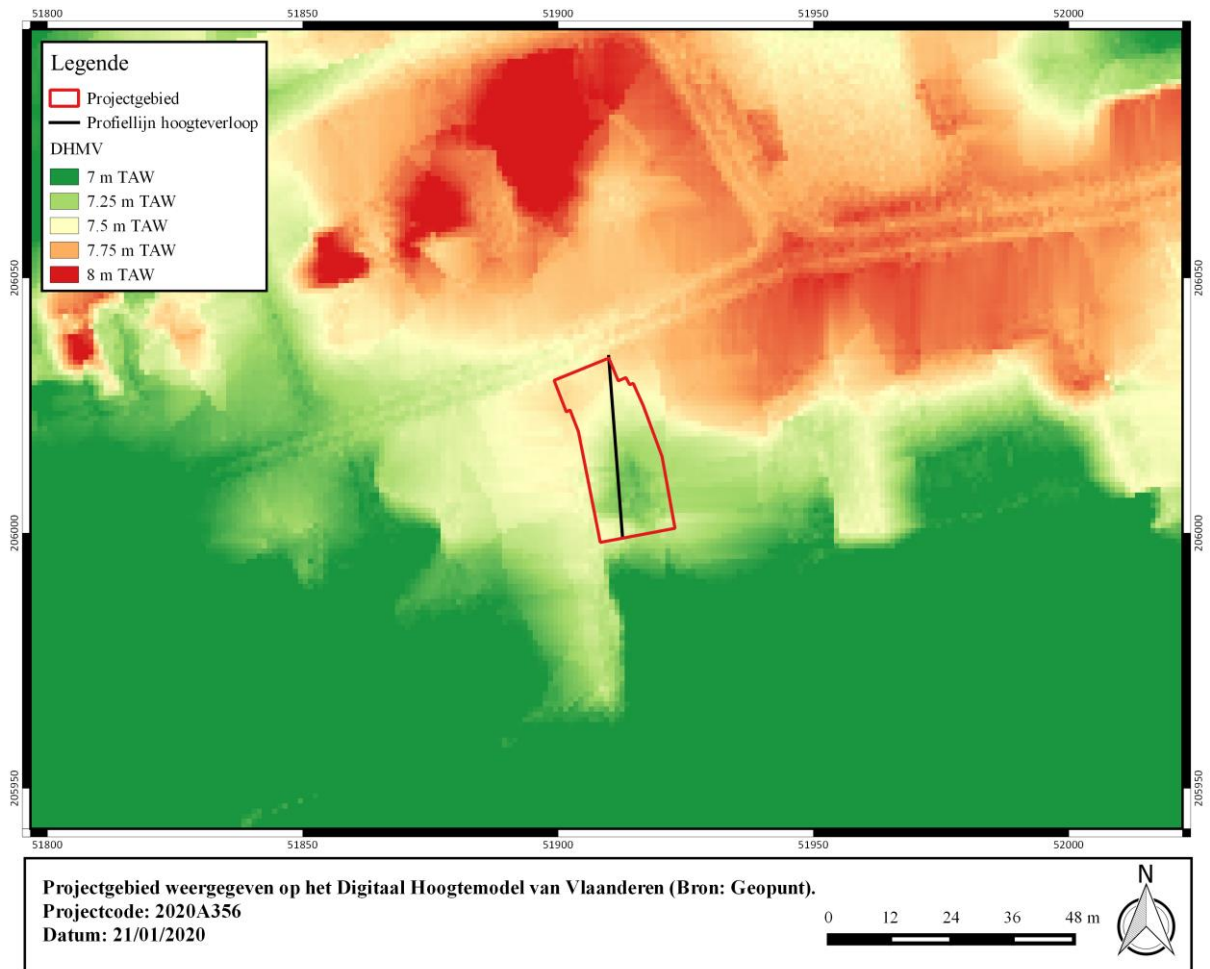 51800 51850 51900 51950 52000
Legende
Projectgebied
Profiellijn hoogteverloop
DHMV
7 m TAW
7.25 m TAW
7.5 m TAW
7.75 m TAW
8 m TAW
206050 206050
206000 206000
205950 205950
51800 51850 51900 51950 52000
Projectgebied weergegeven op het Digitaal Hoogtemodel van Vlaanderen (Bron: Geopunt).
Projectcode: 2020A356
Datum: 21/01/2020
0 12 24 36 48 m
N